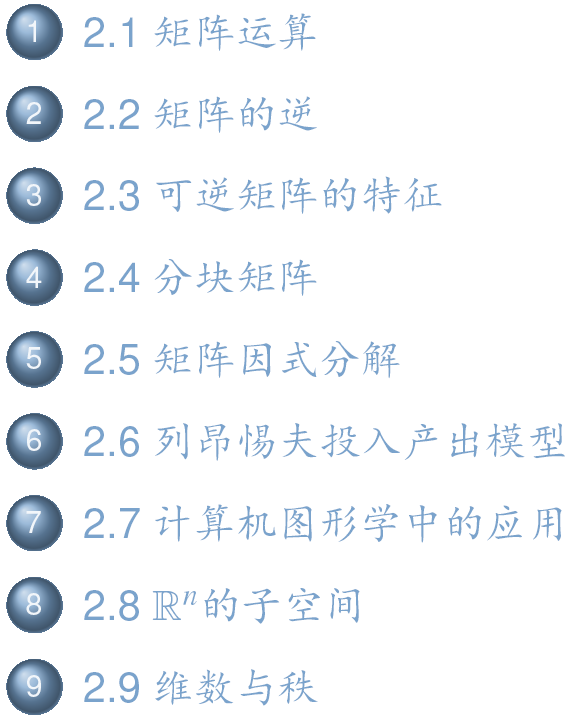 1 2.1 矩阵运算
2 2.2 矩阵的逆
3 2.3 可逆矩阵的特征
4 2.4 分块矩阵
5 2.5 矩阵因式分解
6 2.6 列昂惕夫投入产出模型
7 2.7 计算机图形学中的应用
8 2.8 ℝⁿ的子空间
9 2.9 维数与秩